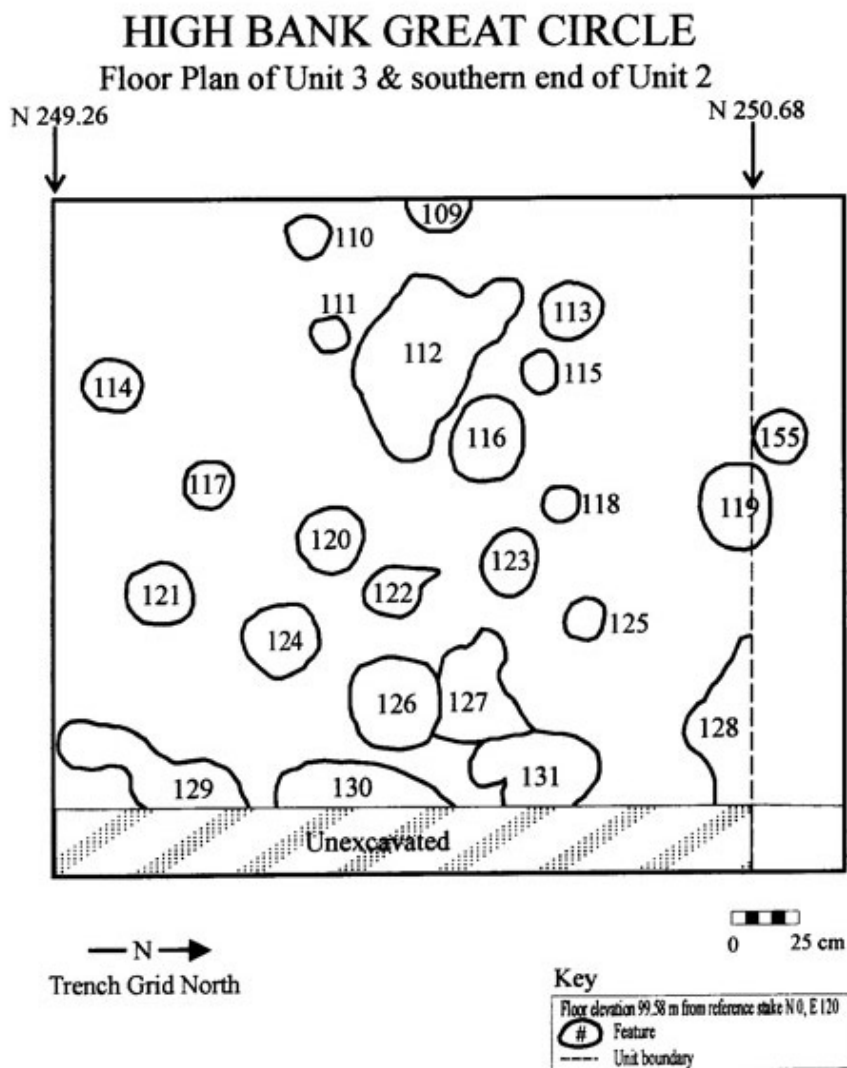 HIGH BANK GREAT CIRCLE
Floor Plan of Unit 3 & southern end of Unit 2
N 249.26
N 250.68
109
110
111
112
113
114
115
116
155
117
118
119
120
123
121
122
125
124
126
127
128
129
130
131
Unexcavated
N
0 25 cm
Trench Grid North
Key
Floor elevation 99.58 m from reference stake N 0, E 120
# Feature
Unit boundary